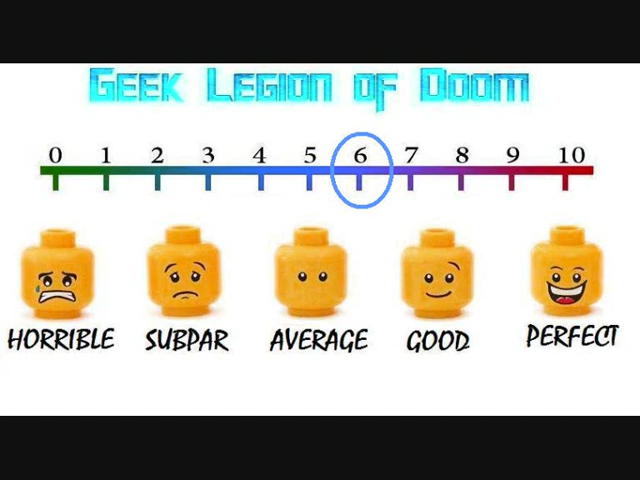 GEEK LEGION OF DOOM
0 1 2 3 4 5 6 7 8 9 10
HORRIBLE SUBPAR AVERAGE GOOD PERFECT